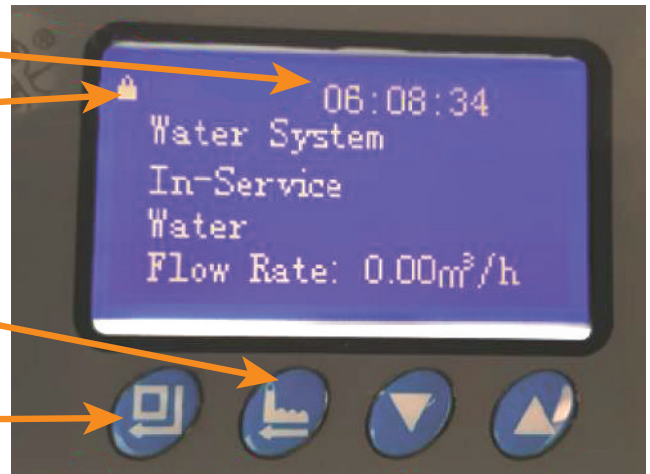 06:08:34
Water System
In-Service
Water
Flow Rate: 0.00m³/h